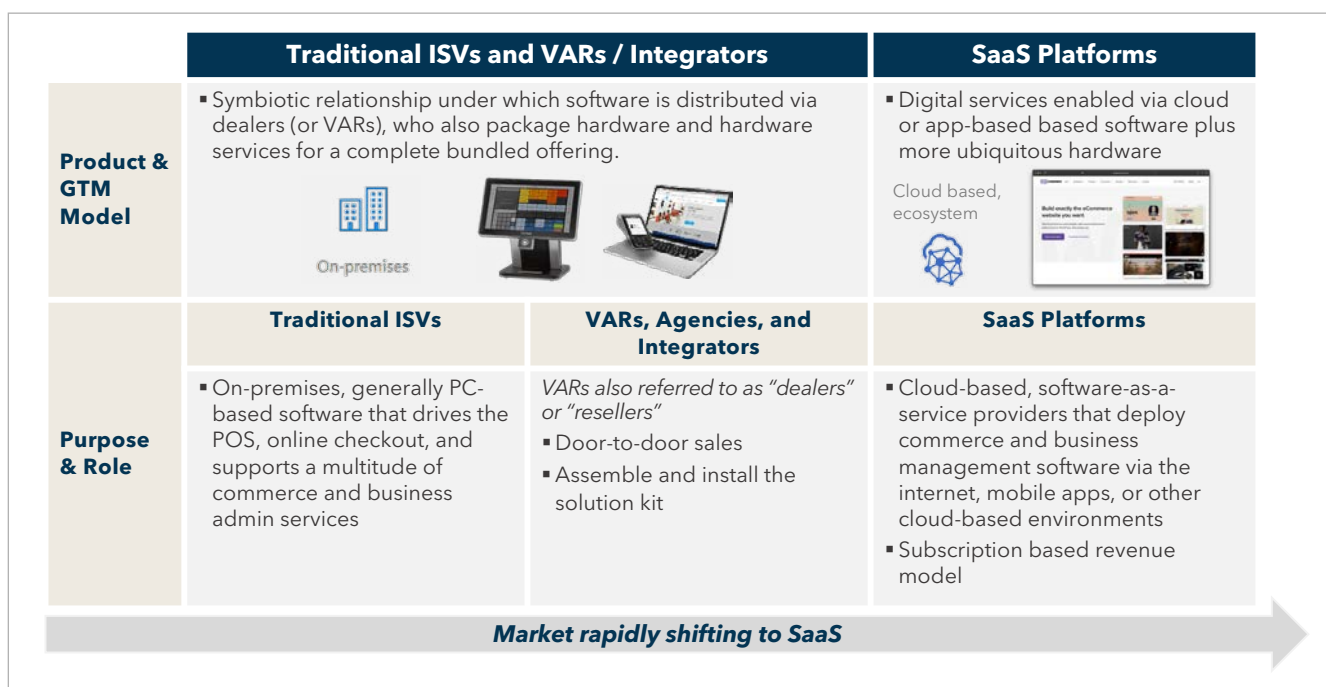 Traditional ISVs and VARs / Integrators
SaaS Platforms
Product &
GTM
Model
▪ Symbiotic relationship under which software is distributed via
dealers (or VARs), who also package hardware and hardware
services for a complete bundled offering.
On-premises
▪ Digital services enabled via cloud
or app-based based software plus
more ubiquitous hardware
Cloud based,
ecosystem
Build exactly the eCommerce
website you want
Purpose
& Role
Traditional ISVs
VARs, Agencies, and
Integrators
SaaS Platforms
▪ On-premises, generally PC-
based software that drives the
POS, online checkout, and
supports a multitude of
commerce and business
admin services
VARs also referred to as “dealers”
or “resellers”
▪ Door-to-door sales
▪ Assemble and install the
solution kit
▪ Cloud-based, software-as-a-
service providers that deploy
commerce and business
management software via the
internet, mobile apps, or other
cloud-based environments
▪ Subscription based revenue
model
Market rapidly shifting to SaaS